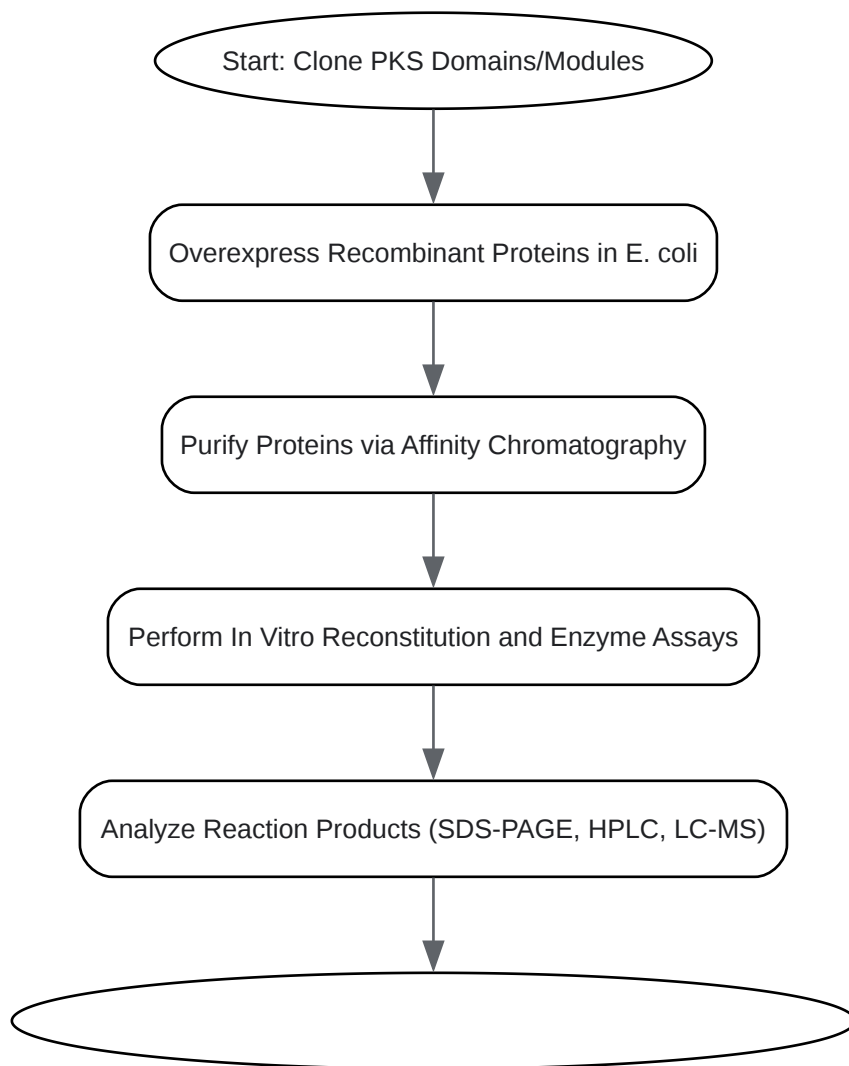 Start: Clone PKS Domains/Modules
Overexpress Recombinant Proteins in E. coli
Purify Proteins via Affinity Chromatography
Perform In Vitro Reconstitution and Enzyme Assays
Analyze Reaction Products (SDS-PAGE, HPLC, LC-MS)